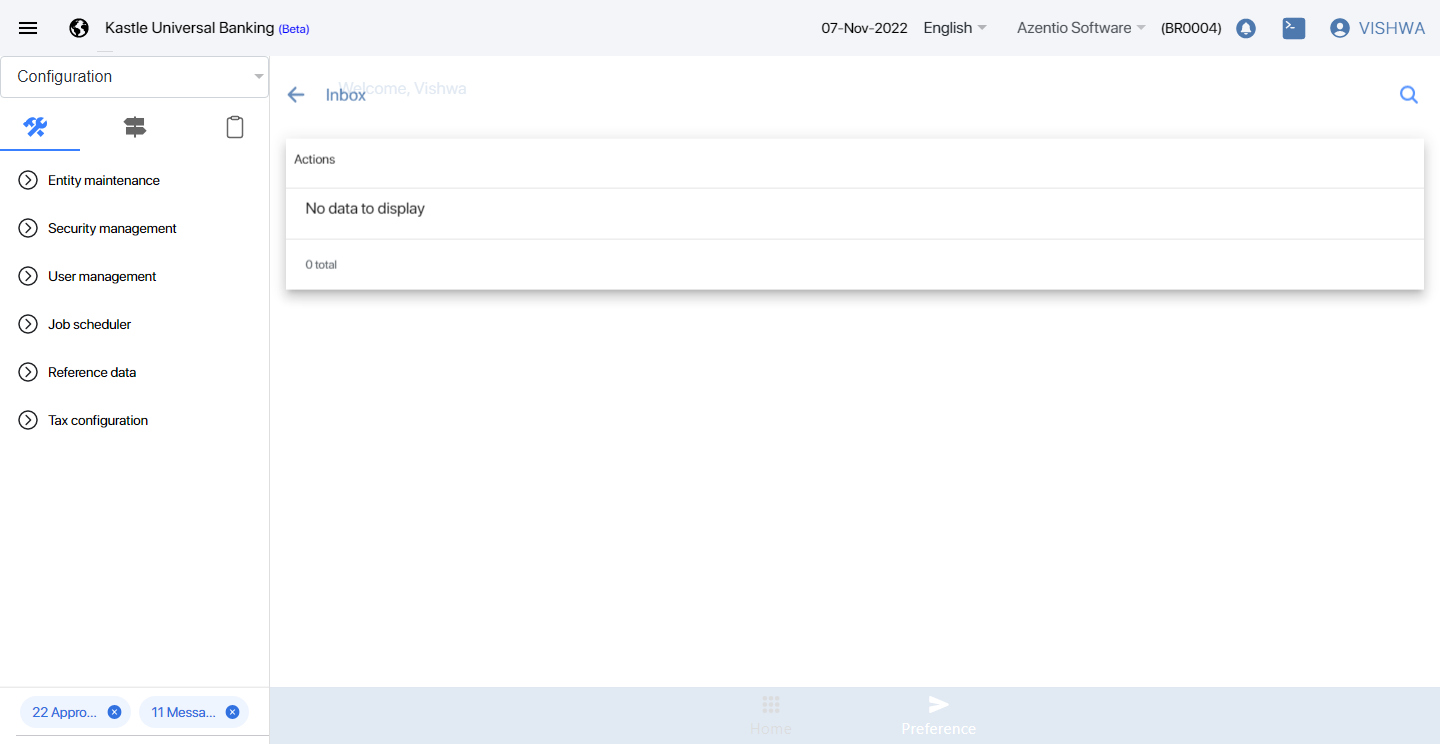 Kastle Universal Banking (Beta) 07-Nov-2022 English Azentio Software (BR0004) VISHWA
Configuration
Welcome, Vishwa
Inbox
Actions
No data to display
0 total
Entity maintenance
Security management
User management
Job scheduler
Reference data
Tax configuration
22 Appro... 11 Messa...
Home Preference